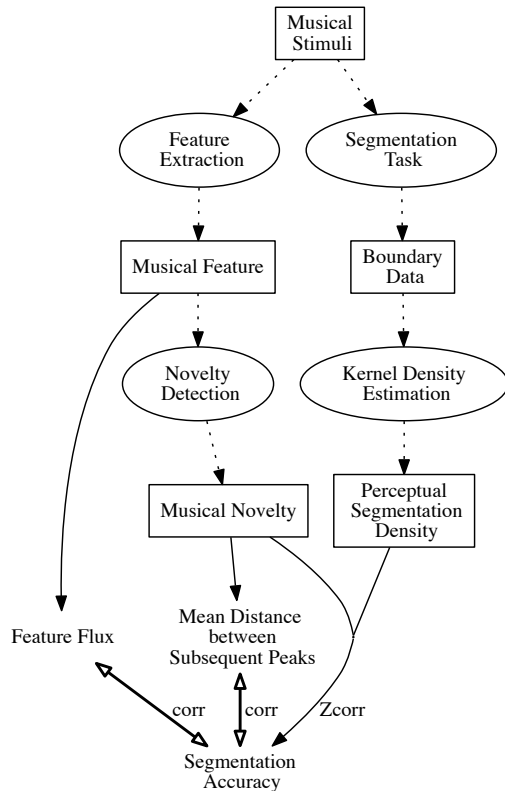 Musical
Stimuli
Feature
Extraction
Segmentation
Task
Musical Feature
Boundary
Data
Novelty
Detection
Kernel Density
Estimation
Musical Novelty
Perceptual
Segmentation
Density
Feature Flux
Mean Distance
between
Subsequent Peaks
corr
corr
Zcorr
Segmentation
Accuracy